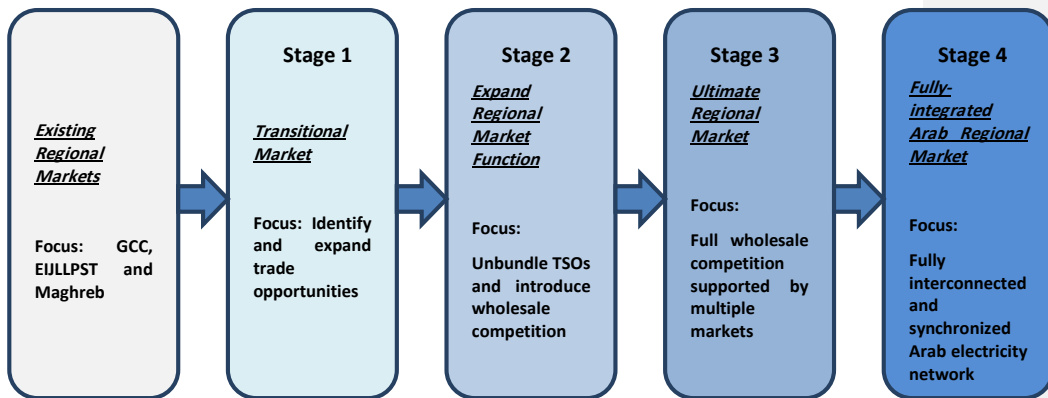 Existing
Regional
Markets
Focus: GCC,
EIJLLPST and
Maghreb
Stage 1
Transitional
Market
Focus: Identify
and expand
trade
opportunities
Stage 2
Expand
Regional
Market
Function
Focus:
Unbundle TSOs
and introduce
wholesale
competition
Stage 3
Ultimate
Regional
Market
Focus:
Full wholesale
competition
supported by
multiple
markets
Stage 4
Fully-
integrated
Arab Regional
Market
Focus:
Fully
interconnected
and
synchronized
Arab electricity
network